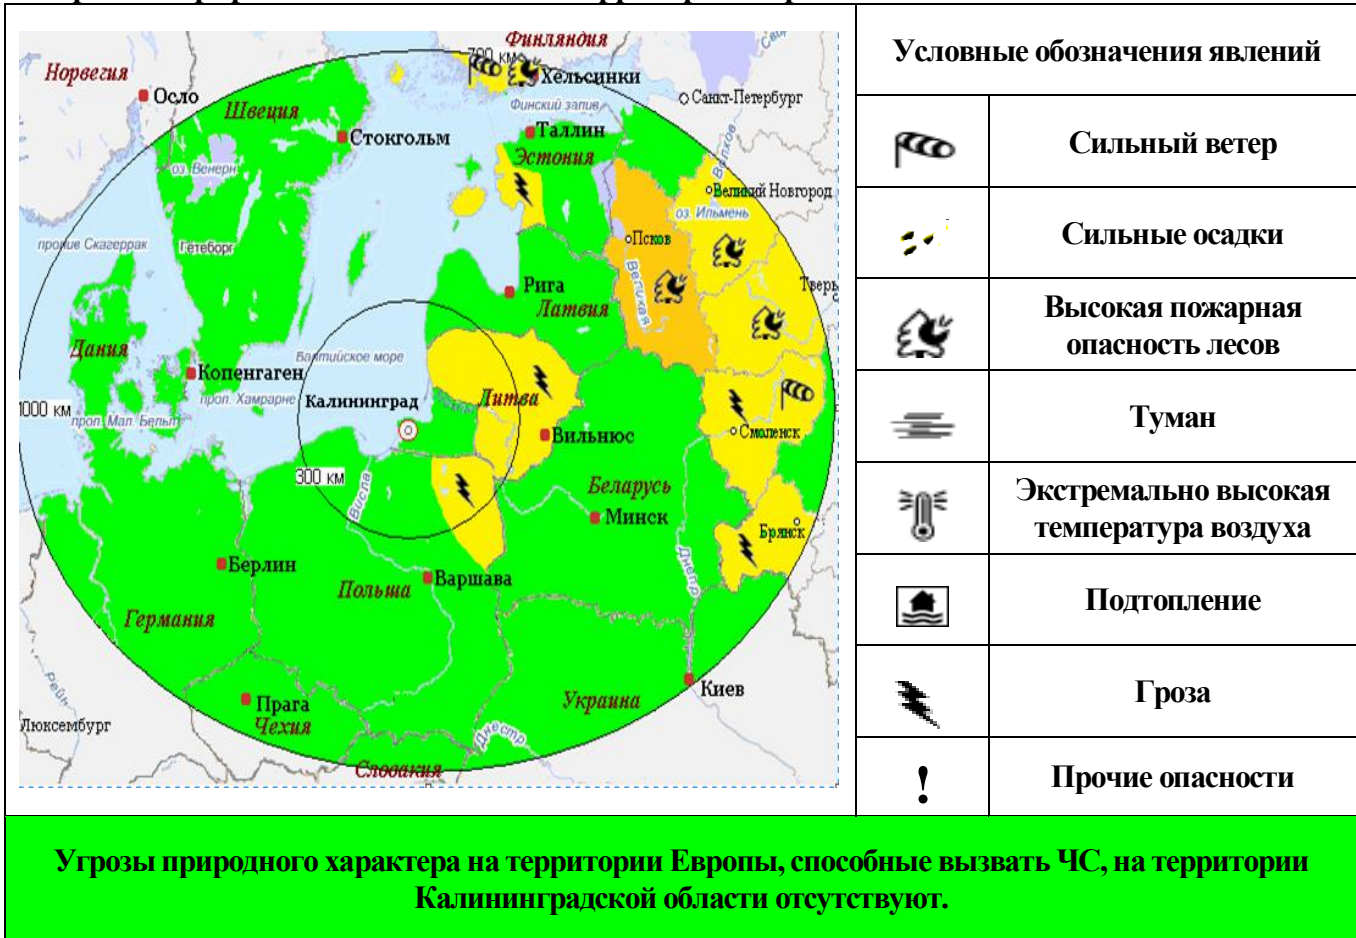 Финляндия
700 км
Норвегия
Хельсинки
Осло
Санкт-Петербург
Швеция
Финский залив
Волхов
Стокгольм
Таллин
Эстония
оз. Венерн
Великий Новгород
оз. Ильмень
пролив Скагеррак
Гётеборг
Псков
Великая
Рига
Тверь
Латвия
Дания
Балтийское море
Копенгаген
Литва
1000 км
прол. Хамрарне
Калининград
прол. Мал. Бельт
Вильнюс
Смоленск
300 км
Висла
Беларусь
Минск
Брянск
Днепр
Берлин
Варшава
Польша
Германия
Рейн
Киев
Прага
Украина
Люксембург
Чехия
Днестр
Словакия
Условные обозначения явлений
Сильный ветер
Сильные осадки
Высокая пожарная
опасность лесов
Туман
Экстремально высокая
температура воздуха
Подтопление
Гроза
!
Прочие опасности
Угрозы природного характера на территории Европы, способные вызвать ЧС, на территории
Калининградской области отсутствуют.